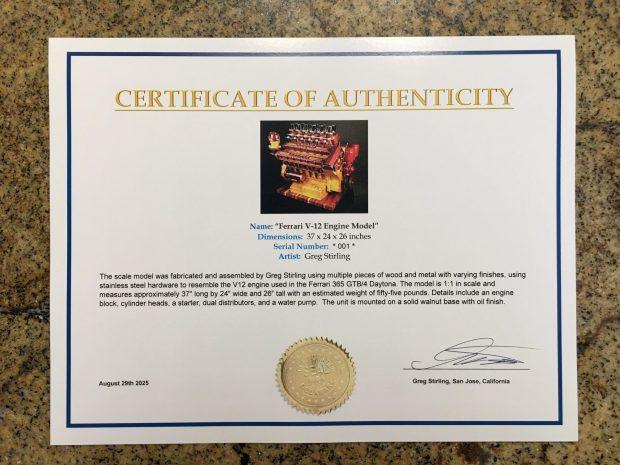 CERTIFICATE OF AUTHENTICITY
Name: "Ferrari V-12 Engine Model"
Dimensions: 37 x 24 x 26 inches
Serial Number: *001*
Artist: Greg Stirling
The scale model was fabricated and assembled by Greg Stirling using multiple pieces of wood and metal with varying finishes, using
stainless steel hardware to resemble the V12 engine used in the Ferrari 365 GTB/4 Daytona. The model is 1:1 in scale and
measures approximately 37" long by 24" wide and 26" tall with an estimated weight of fifty-five pounds. Details include an engine
block, cylinder heads, a starter, dual distributors, and a water pump. The unit is mounted on a solid walnut base with oil finish.
August 29th 2025
Greg Stirling, San Jose, California